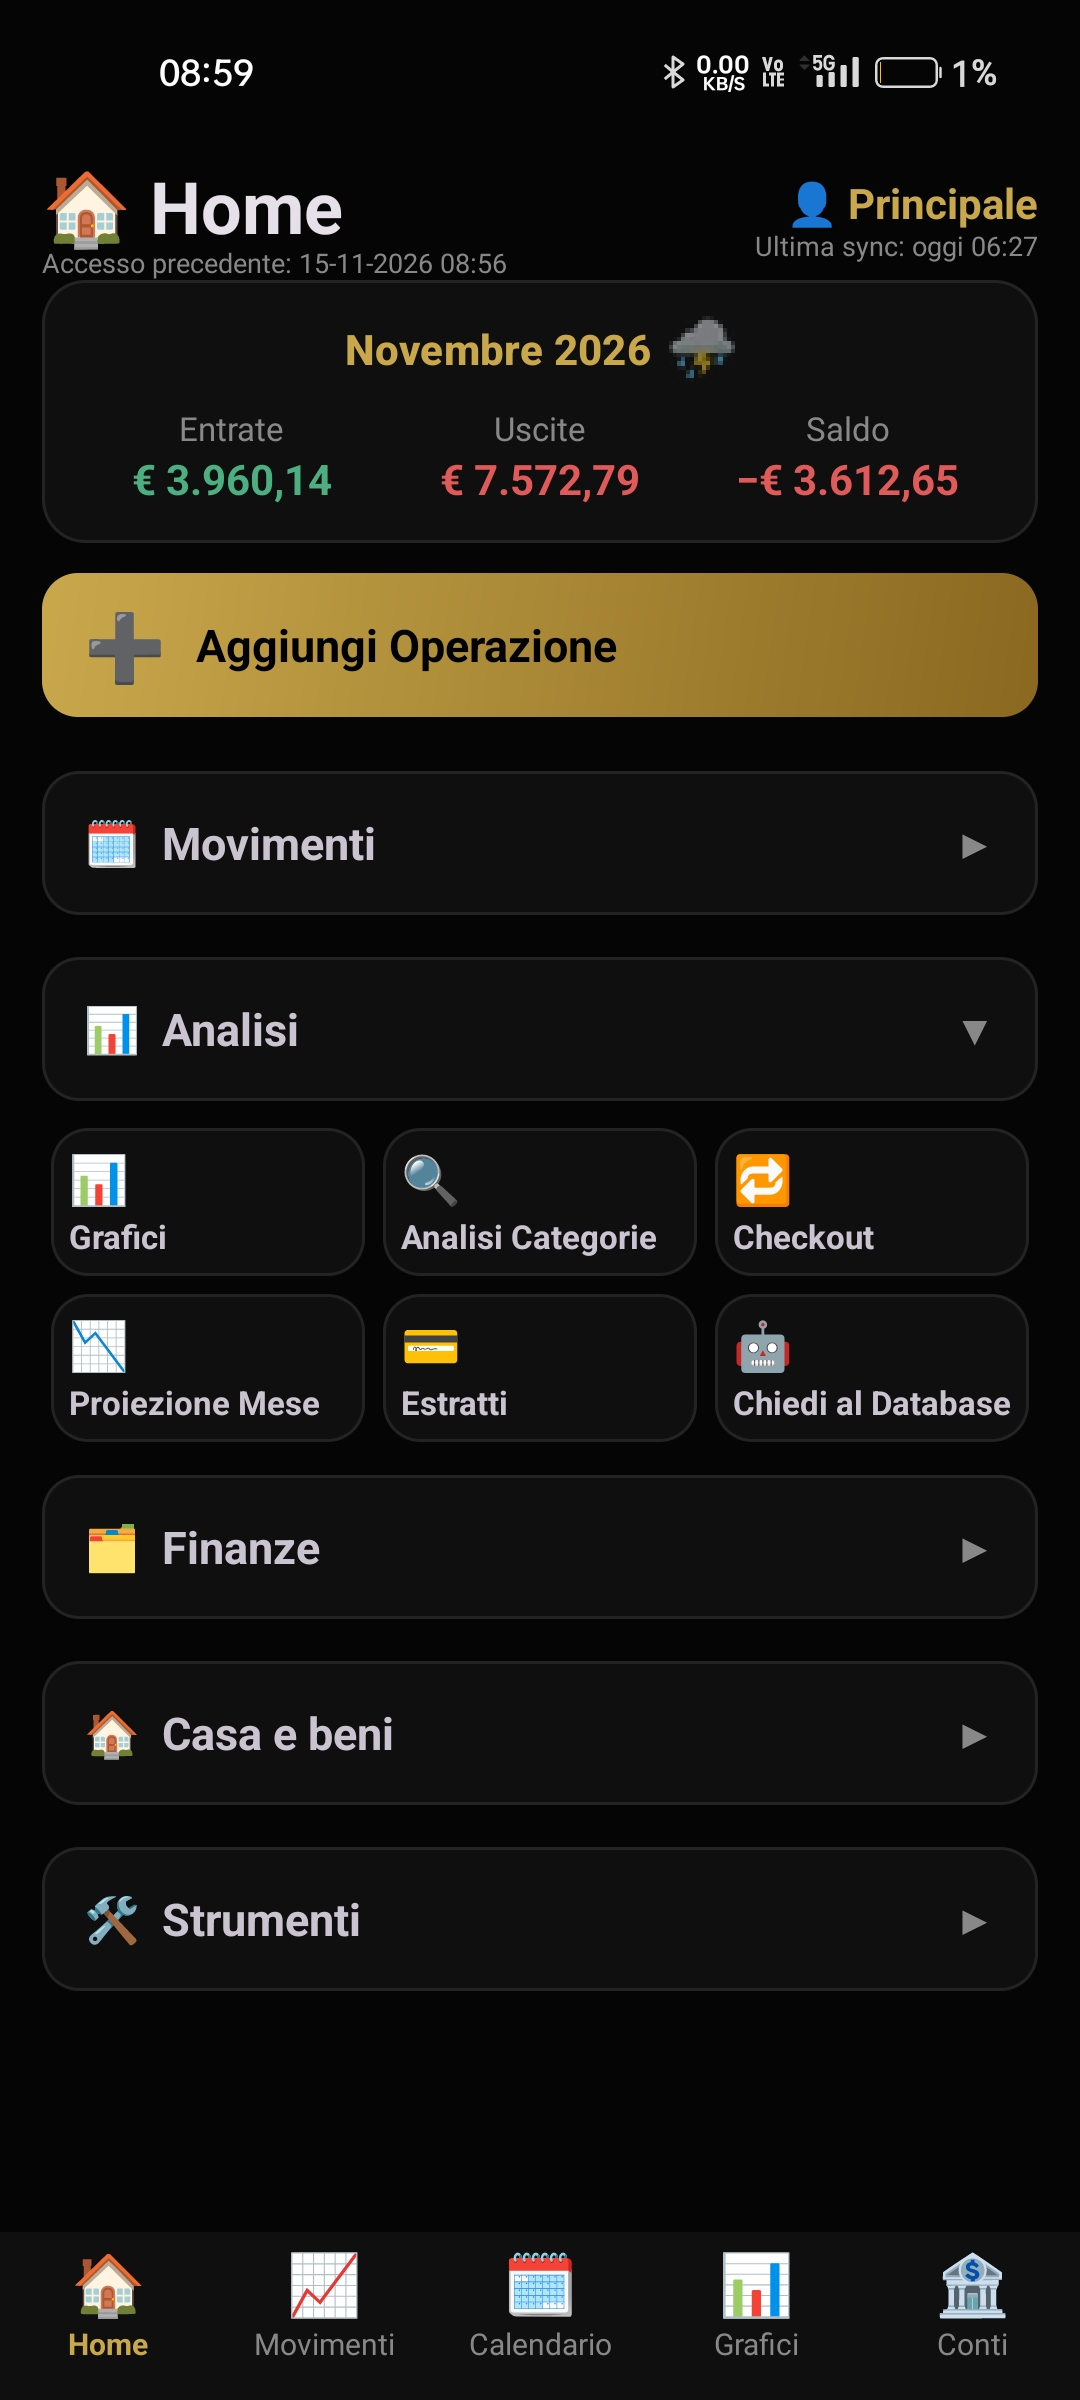 08:59
0.00 KB/S Vo LTE 5G 1%
Home
Principale
Accesso precedente: 15-11-2026 08:56
Ultima sync: oggi 06:27
Novembre 2026
Entrate Uscite Saldo
€ 3.960,14 € 7.572,79 −€ 3.612,65
Aggiungi Operazione
Movimenti
Analisi
Grafici Analisi Categorie Checkout
Proiezione Mese Estratti Chiedi al Database
Finanze
Casa e beni
Strumenti
Home Movimenti Calendario Grafici Conti